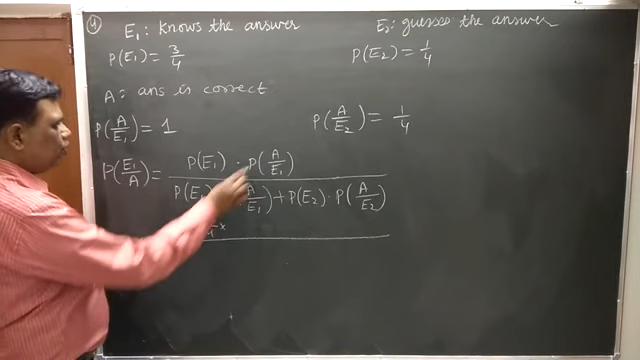 (4) E₁: knows the answer E₂: guesses the answer
P(E₁) = 3/4 P(E₂) = 1/4
A: ans is correct
P(A/E₁) = 1 P(A/E₂) = 1/4
P(E₁/A) = P(E₁) · P(A/E₁)
P(E₁) A/E₁) + P(E₂) · P(A/E₂)